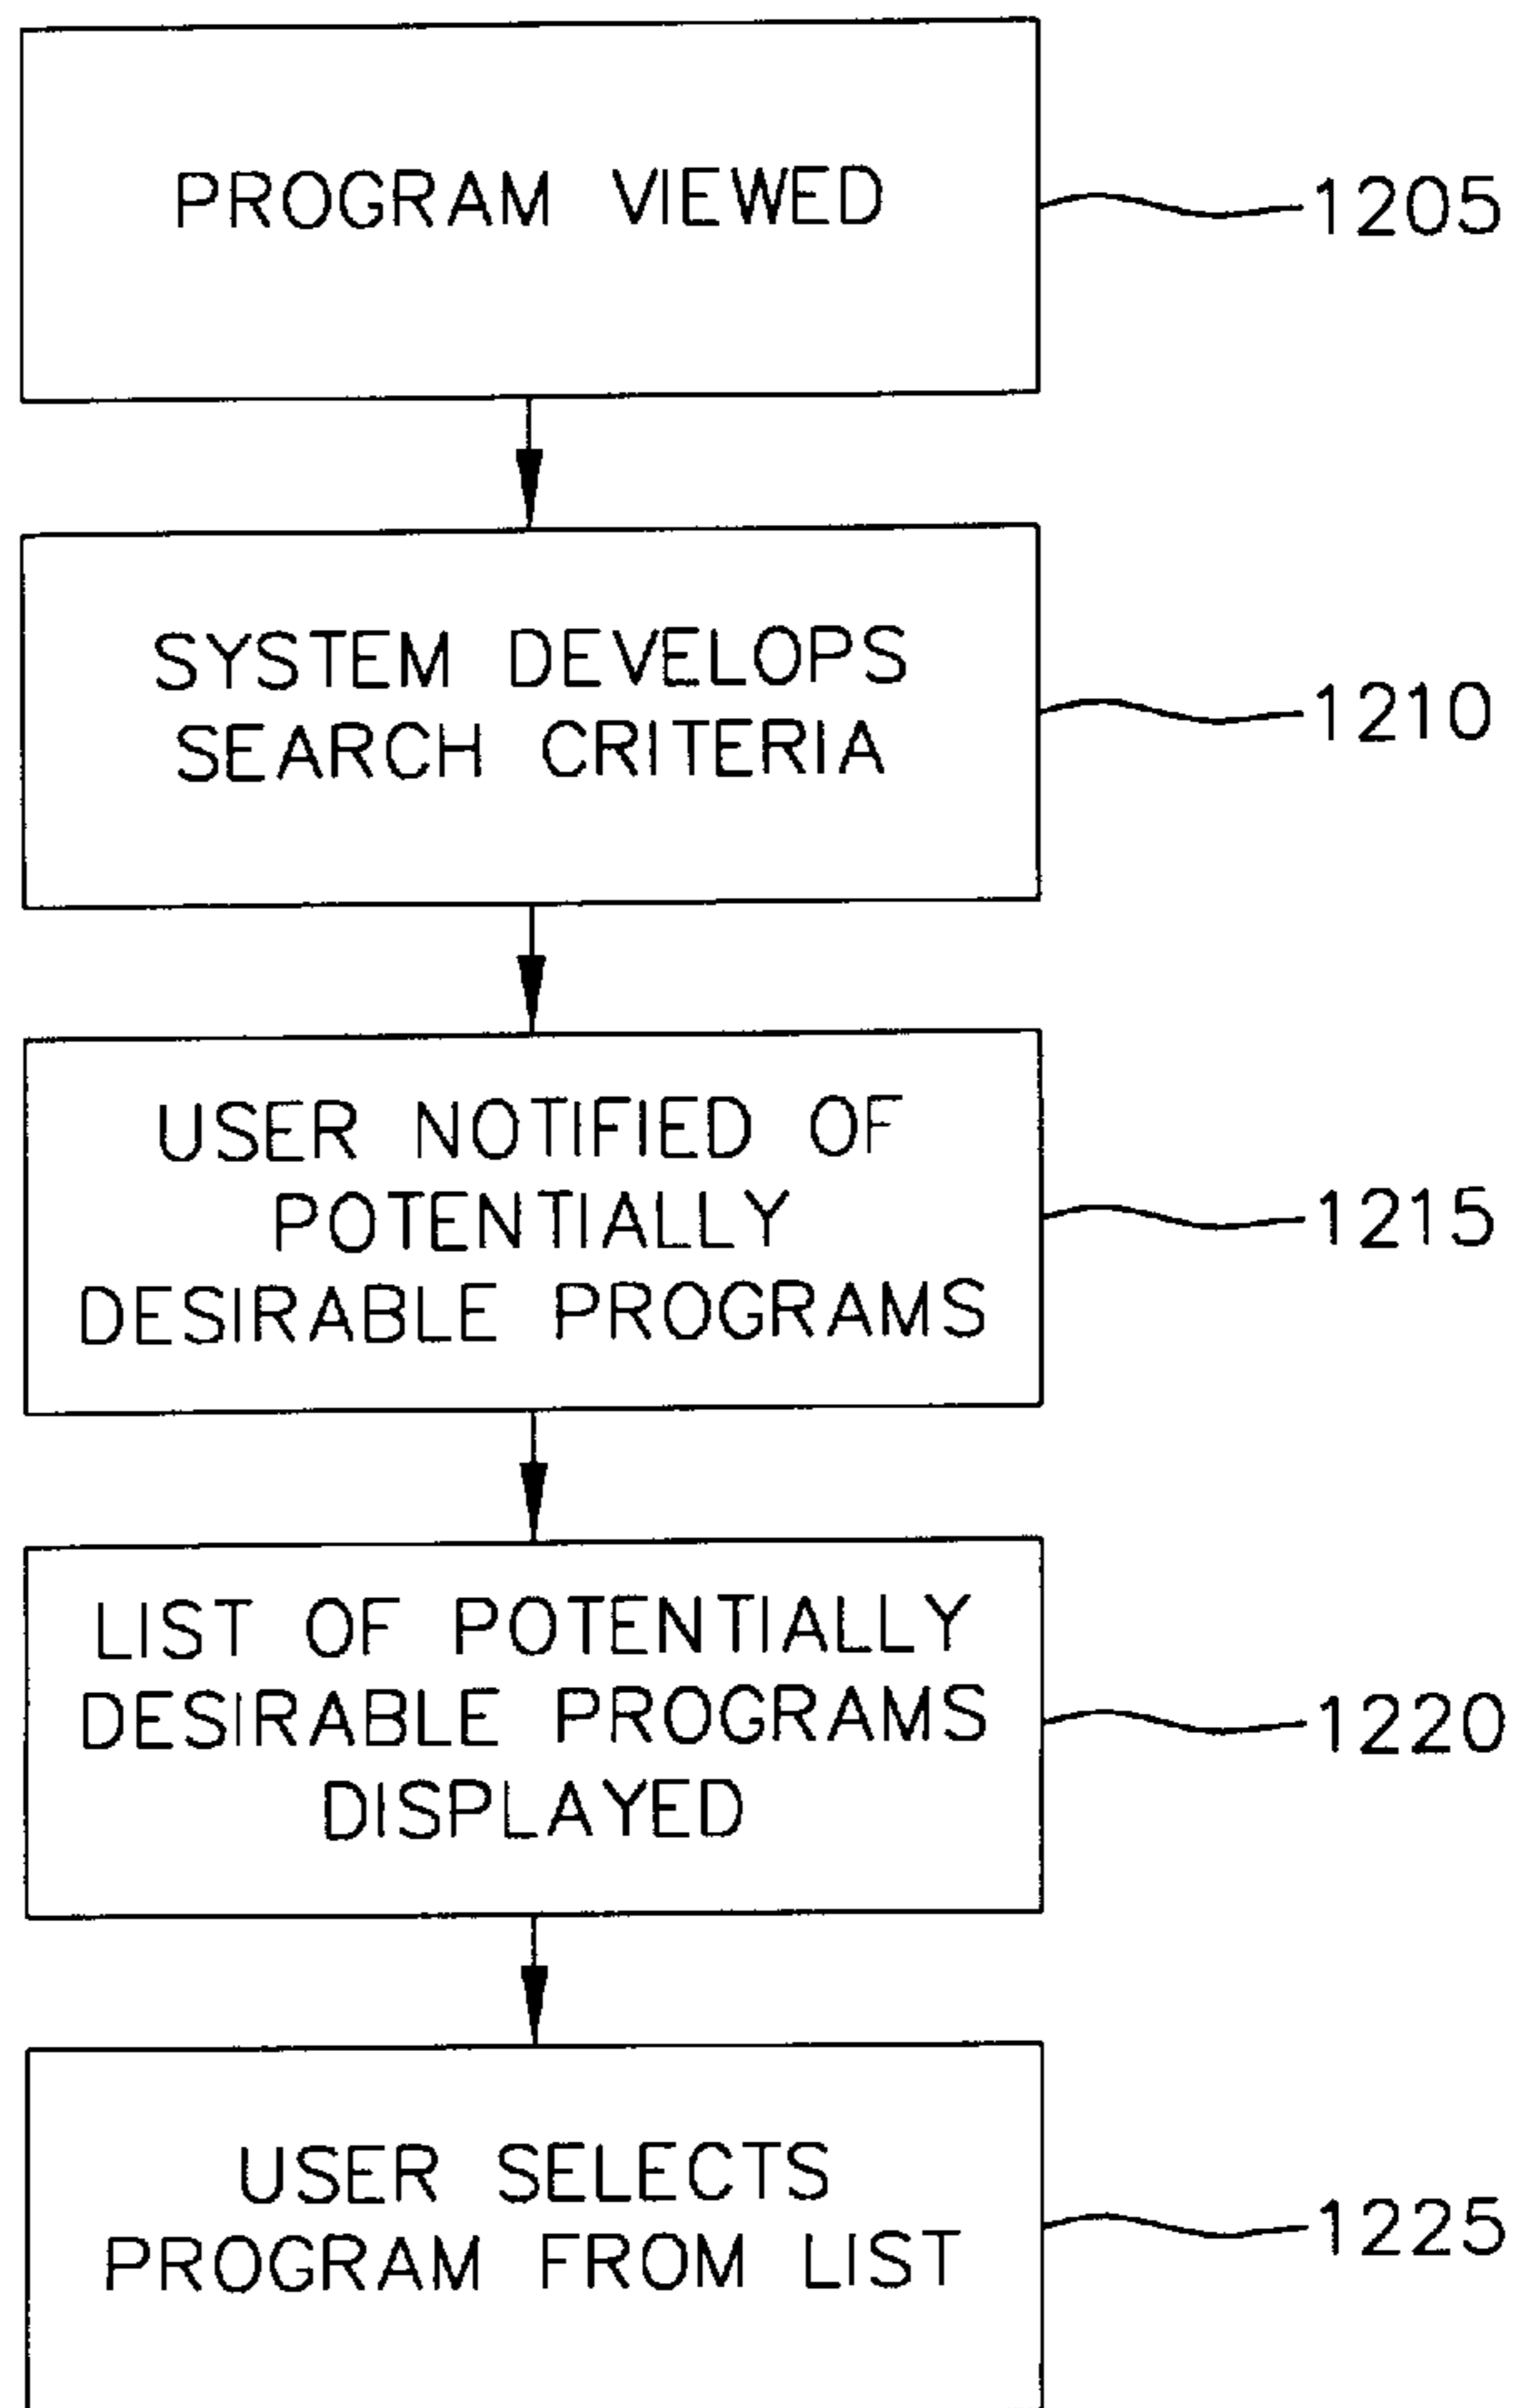 PROGRAM VIEWED
1205
SYSTEM DEVELOPS
SEARCH CRITERIA
1210
USER NOTIFIED OF
POTENTIALLY
DESIRABLE PROGRAMS
1215
LIST OF POTENTIALLY
DESIRABLE PROGRAMS
DISPLAYED
1220
USER SELECTS
PROGRAM FROM LIST
1225